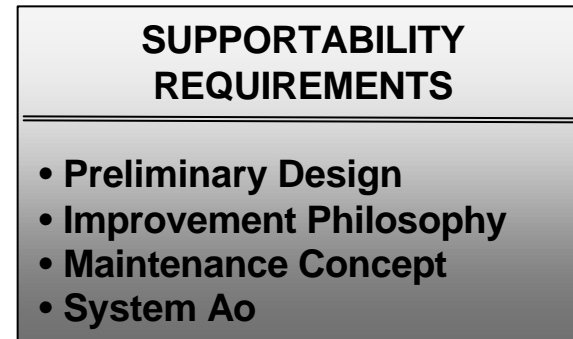 SUPPORTABILITY
REQUIREMENTS
• Preliminary Design
• Improvement Philosophy
• Maintenance Concept
• System Ao